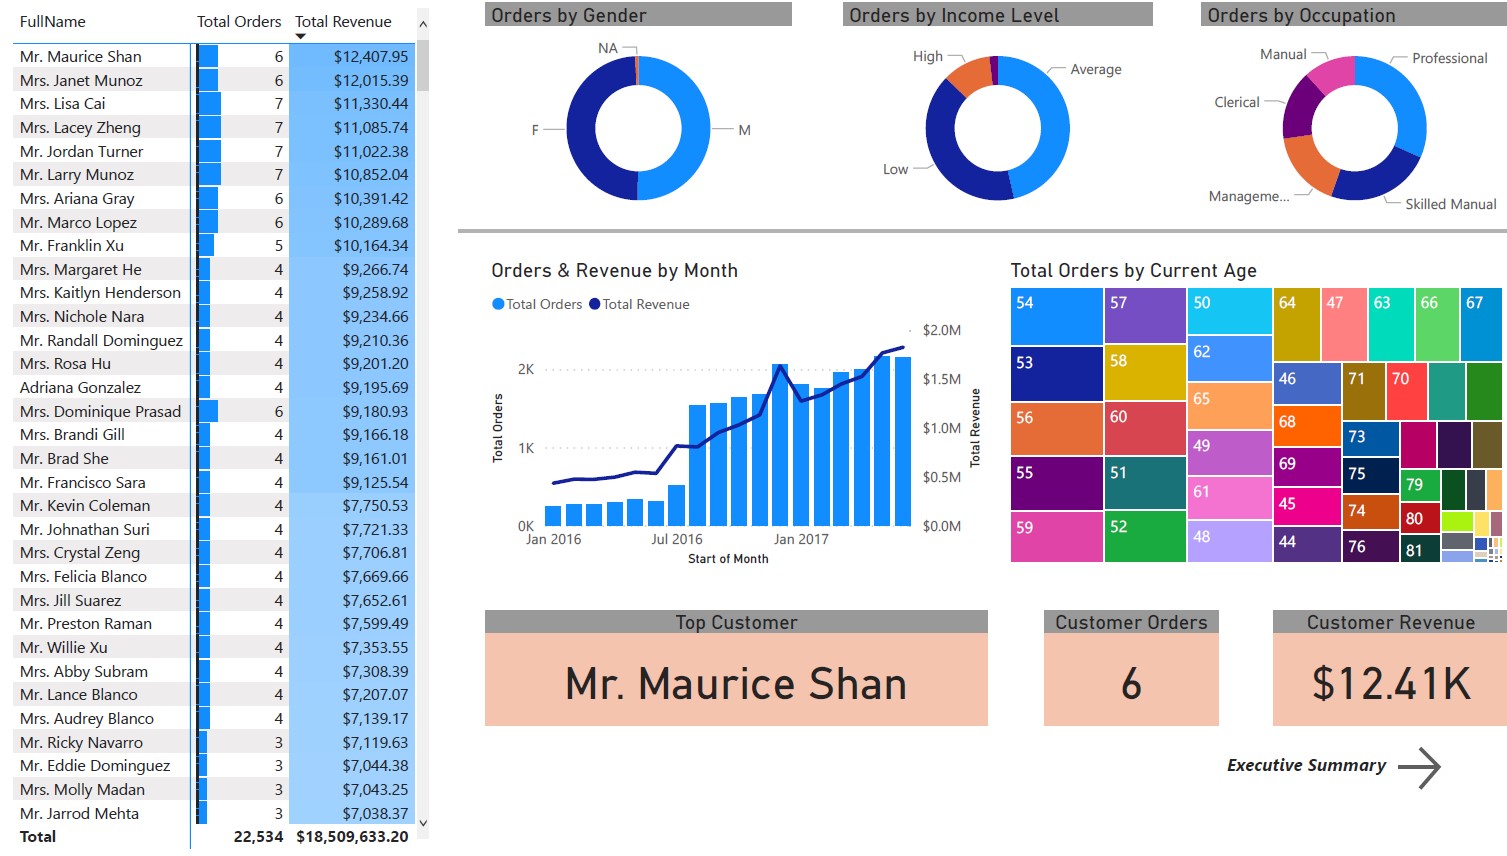 FullName Total Orders Total Revenue
Mr. Maurice Shan 6 $12,407.95
Mrs. Janet Munoz 6 $12,015.39
Mrs. Lisa Cai 7 $11,330.44
Mrs. Lacey Zheng 7 $11,085.74
Mr. Jordan Turner 7 $11,022.38
Mr. Larry Munoz 7 $10,852.04
Mrs. Ariana Gray 6 $10,391.42
Mr. Marco Lopez 6 $10,289.68
Mr. Franklin Xu 5 $10,164.34
Mrs. Margaret He 4 $9,266.74
Mrs. Kaitlyn Henderson 4 $9,258.92
Mrs. Nichole Nara 4 $9,234.66
Mr. Randall Dominguez 4 $9,210.36
Mrs. Rosa Hu 4 $9,201.20
Adriana Gonzalez 4 $9,195.69
Mrs. Dominique Prasad 6 $9,180.93
Mrs. Brandi Gill 4 $9,166.18
Mr. Brad She 4 $9,161.01
Mr. Francisco Sara 4 $9,125.54
Mr. Kevin Coleman 4 $7,750.53
Mr. Johnathan Suri 4 $7,721.33
Mrs. Crystal Zeng 4 $7,706.81
Mrs. Felicia Blanco 4 $7,669.66
Mrs. Jill Suarez 4 $7,652.61
Mr. Preston Raman 4 $7,599.49
Mr. Willie Xu 4 $7,353.55
Mrs. Abby Subram 4 $7,308.39
Mr. Lance Blanco 4 $7,207.07
Mrs. Audrey Blanco 4 $7,139.17
Mr. Ricky Navarro 3 $7,119.63
Mr. Eddie Dominguez 3 $7,044.38
Mrs. Molly Madan 3 $7,043.25
Mr. Jarrod Mehta 3 $7,038.37
Total 22,534 $18,509,633.20
Orders by Gender
NA
F
M
Orders by Income Level
High
Average
Low
Orders by Occupation
Manual
Professional
Clerical
Manageme...
Skilled Manual
Orders & Revenue by Month
Total Orders Total Revenue
Total Orders
2K
1K
0K
$2.0M
$1.5M
$1.0M
$0.5M
$0.0M
Total Revenue
Jan 2016 Jul 2016 Jan 2017
Start of Month
Total Orders by Current Age
54
53
56
55
59
57
58
60
51
52
50
62
65
49
61
48
64
47
63
66
67
46
68
69
45
44
71
70
73
75
74
76
79
80
81
Top Customer
Mr. Maurice Shan
Customer Orders
6
Customer Revenue
$12.41K
Executive Summary